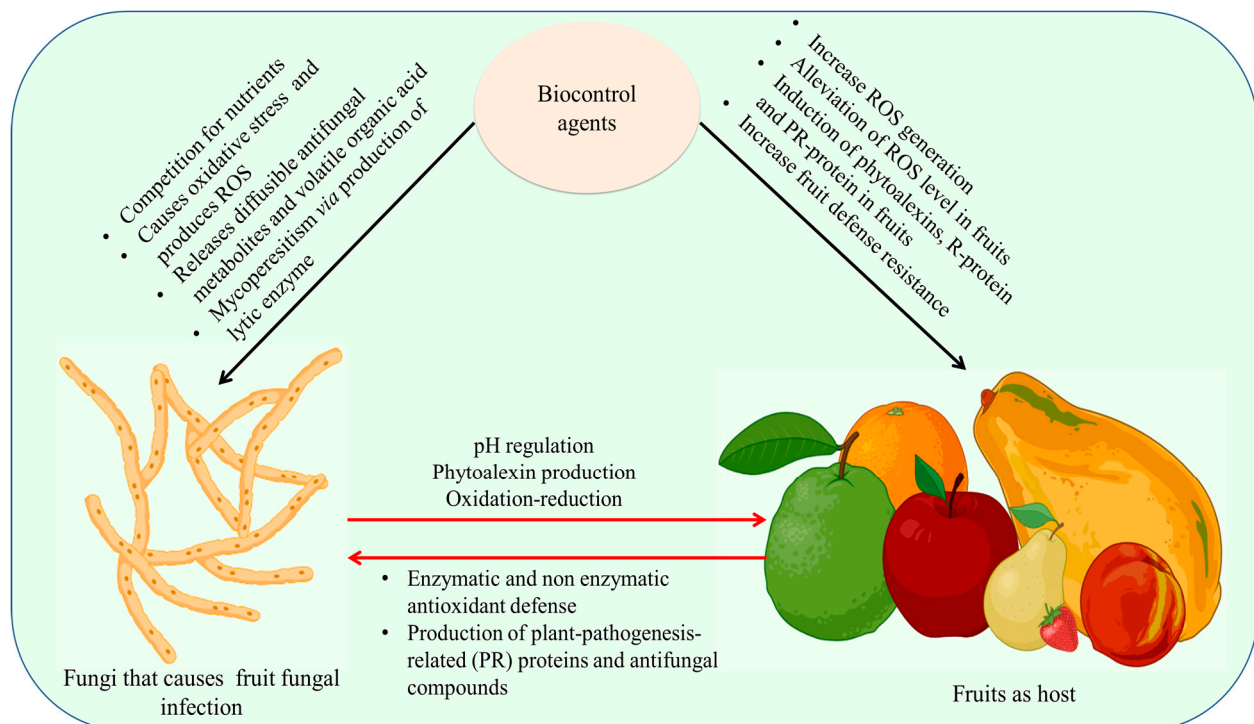 Biocontrol
agents
• Competition for nutrients
• Causes oxidative stress and
produces ROS
• Releases diffusible antifungal
metabolites and volatile organic acid
• Mycoperesitism via production of
lytic enzyme
• Increase ROS generation
• Alleviation of ROS level in fruits
• Induction of phytoalexins, R-protein
and PR-protein in fruits
• Increase fruit defense resistance
pH regulation
Phytoalexin production
Oxidation-reduction
• Enzymatic and non enzymatic
antioxidant defense
• Production of plant-pathogenesis-
related (PR) proteins and antifungal
compounds
Fungi that causes fruit fungal
infection
Fruits as host